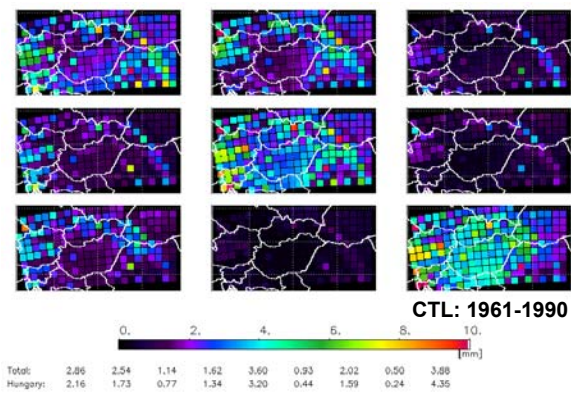 CTL: 1961-1990
0. 2. 4. 6. 8. 10.
[mm]
Total: 2.86 2.54 1.14 1.62 3.60 0.93 2.02 0.50 3.88
Hungary: 2.16 1.73 0.77 1.34 3.20 0.44 1.59 0.24 4.35